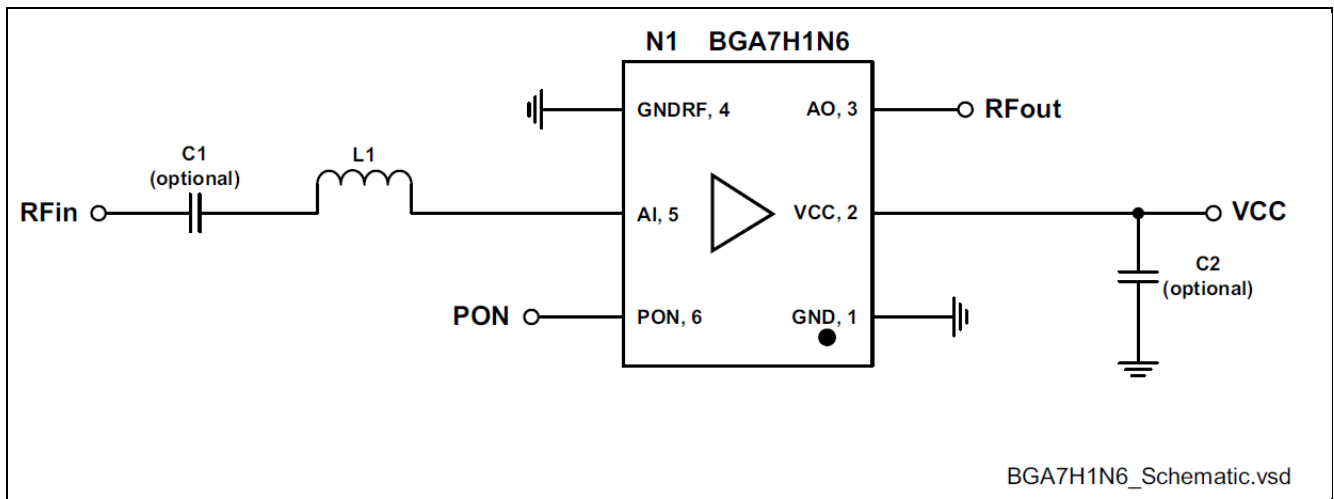 N1 BGA7H1N6
GNDRF, 4
AO, 3
RFout
C1
(optional)
L1
RFin
AI, 5
VCC, 2
VCC
C2
(optional)
PON
PON, 6
GND, 1
BGA7H1N6_Schematic.vsd